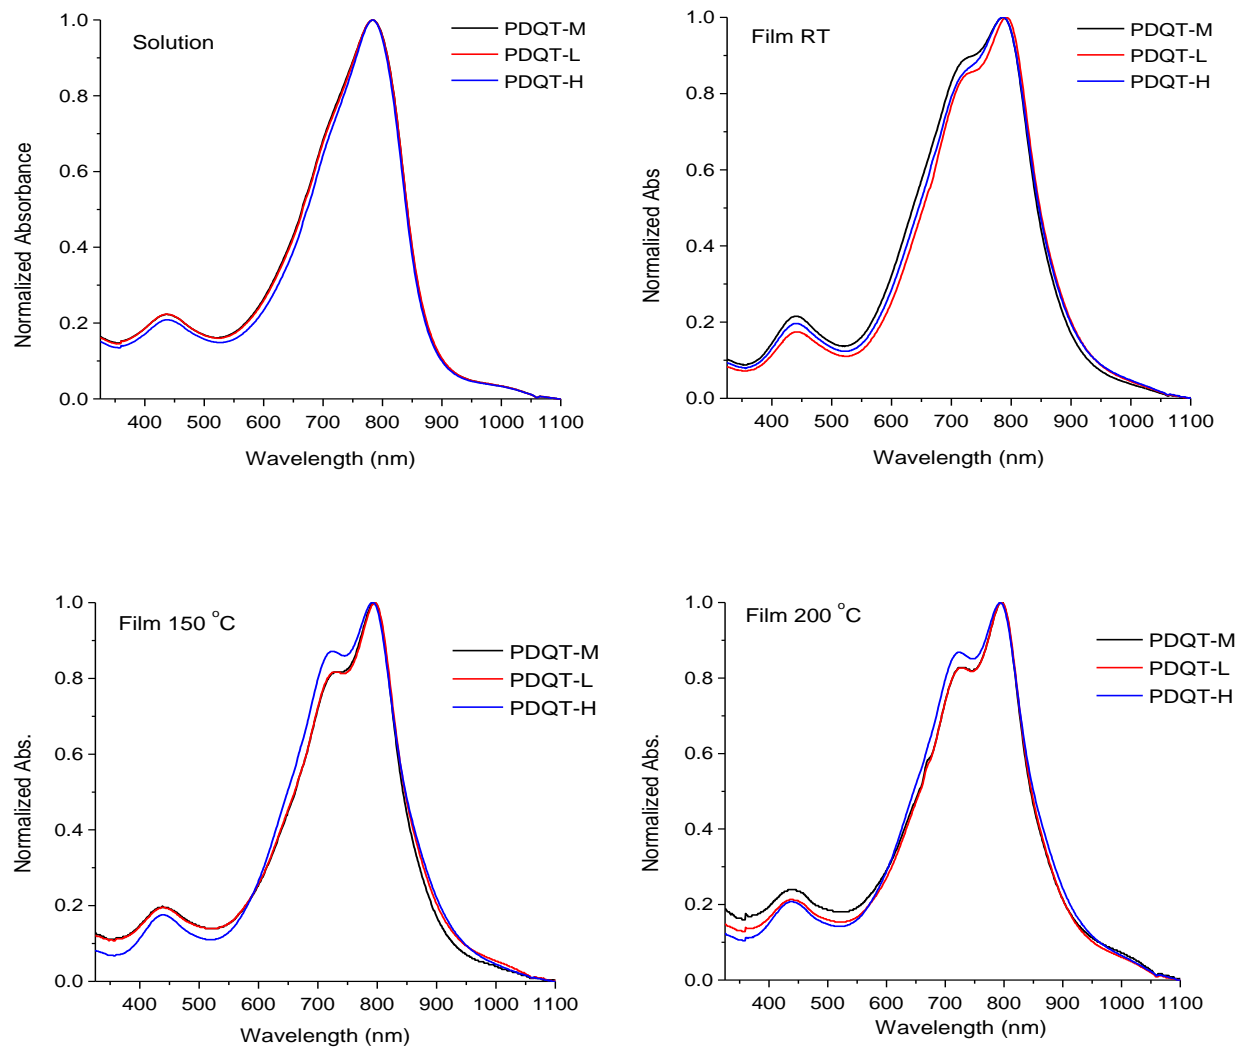 Solution
PDQT-M
PDQT-L
PDQT-H
1.0
0.8
0.6
0.4
0.2
0.0
400 500 600 700 800 900 1000 1100
Normalized Absorbance
Wavelength (nm)
Film RT
PDQT-M
PDQT-L
PDQT-H
1.0
0.8
0.6
0.4
0.2
0.0
400 500 600 700 800 900 1000 1100
Normalized Abs
Wavelength (nm)
Film 150 °C
PDQT-M
PDQT-L
PDQT-H
1.0
0.8
0.6
0.4
0.2
0.0
400 500 600 700 800 900 1000 1100
Normalized Abs.
Wavelength (nm)
Film 200 °C
PDQT-M
PDQT-L
PDQT-H
1.0
0.8
0.6
0.4
0.2
0.0
400 500 600 700 800 900 1000 1100
Normalized Abs.
Wavelength (nm)